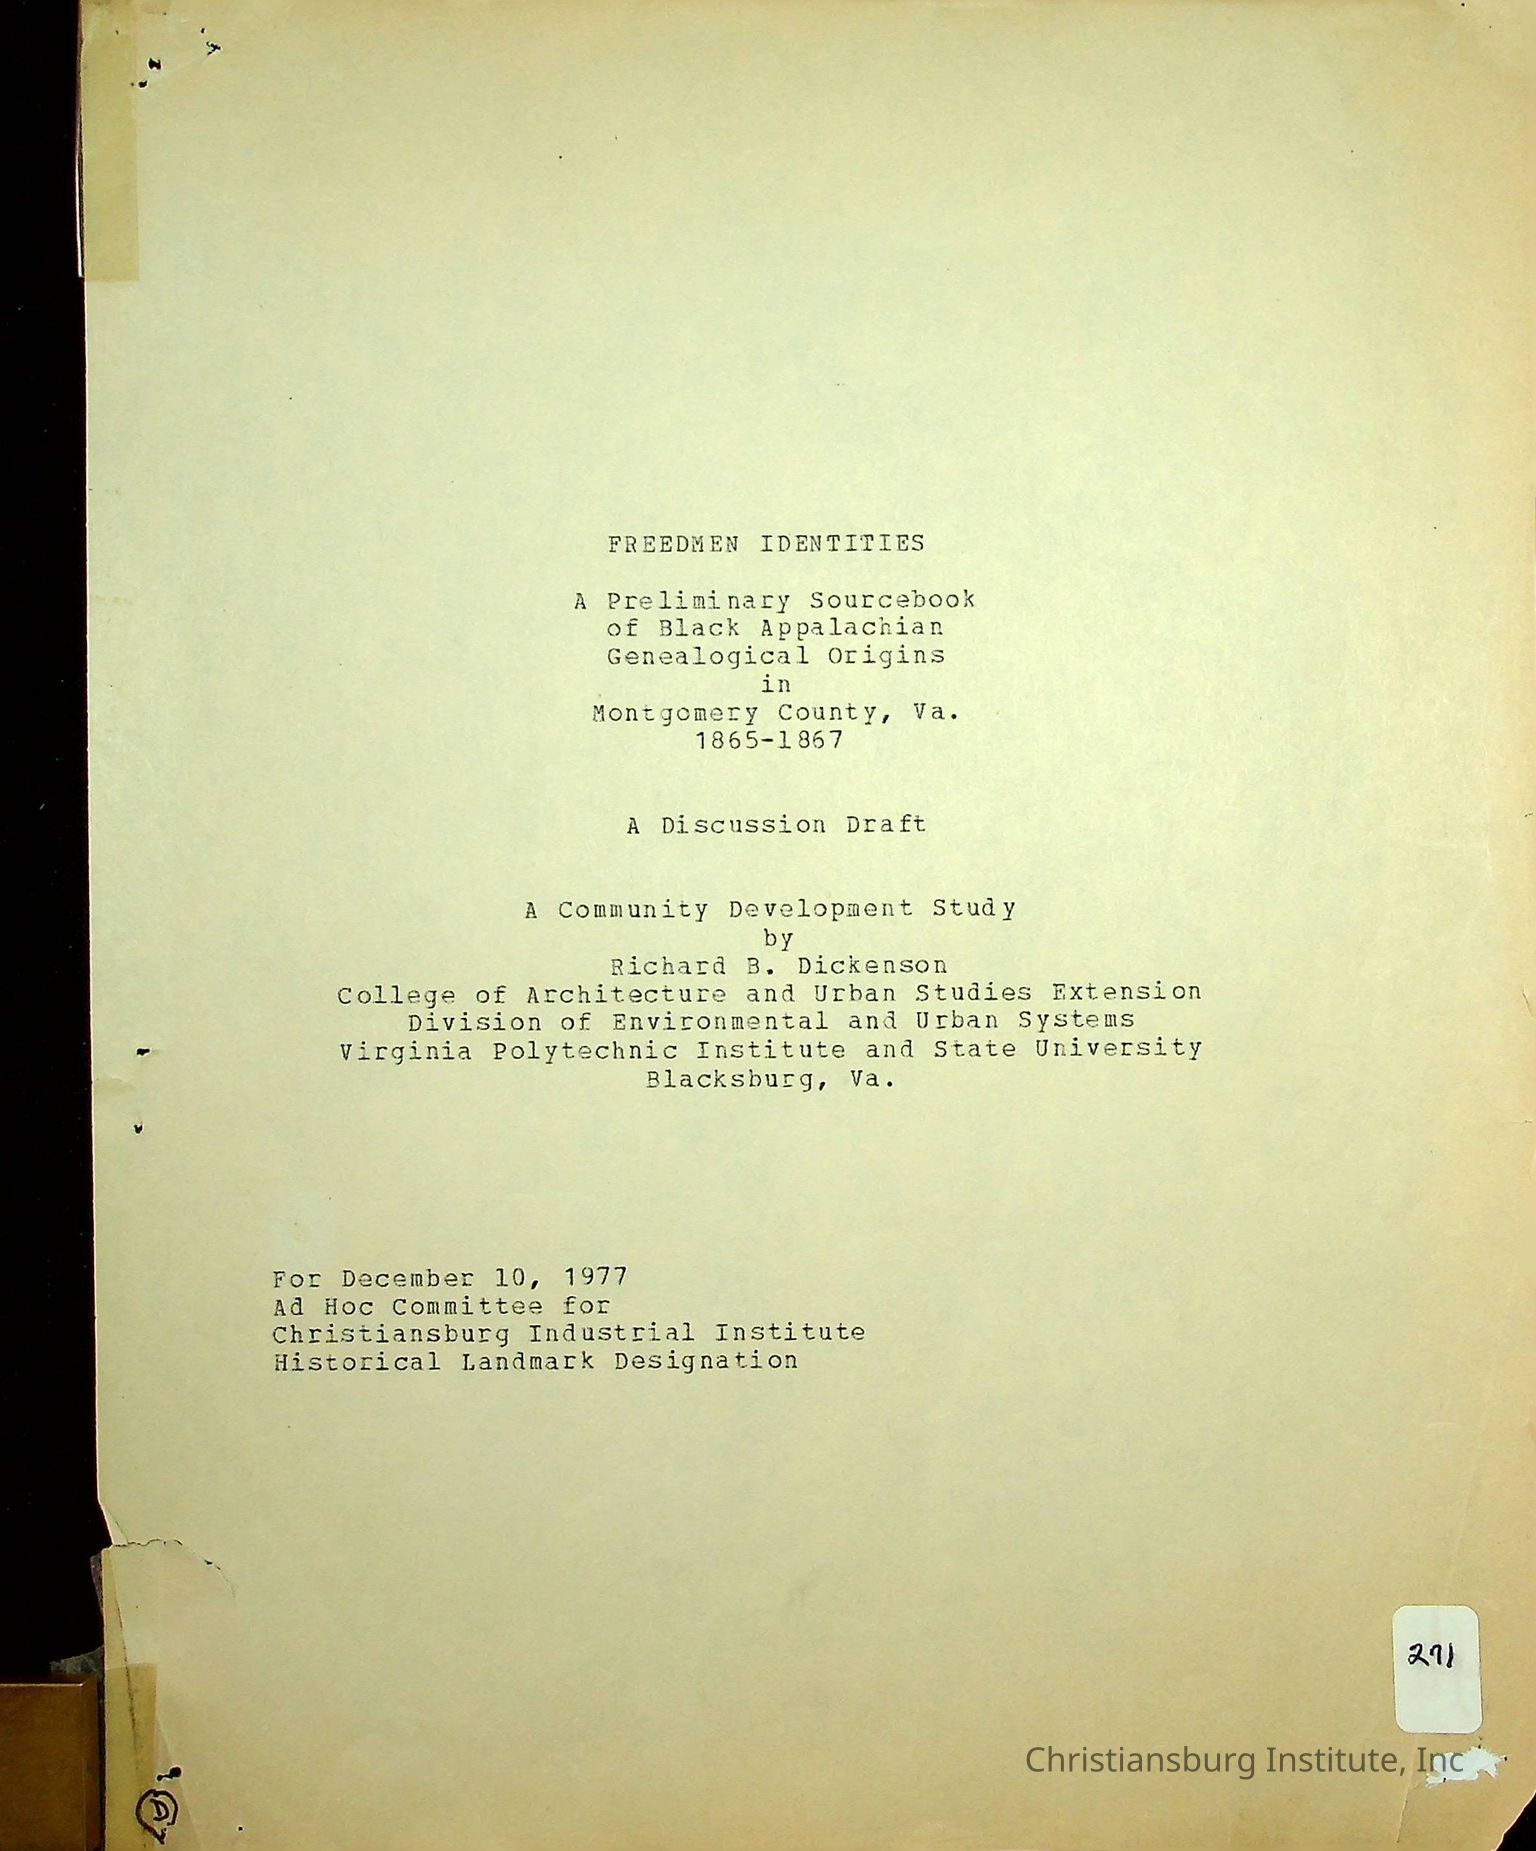 FREEDMEN IDENTITIES
A Preliminary Sourcebook
of Black Appalachian
Genealogical Origins
in
Montgomery County, Va.
1865-1867
A Discussion Draft
A Community Development Study
by
Richard B. Dickenson
College of Architecture and Urban Studies Extension
Division of Environmental and Urban Systems
Virginia Polytechnic Institute and State University
Blacksburg, Va.
For December 10, 1977
Ad Hoc Committee for
Christiansburg Industrial Institute
Historical Landmark Designation
271
Christiansburg Institute, Inc